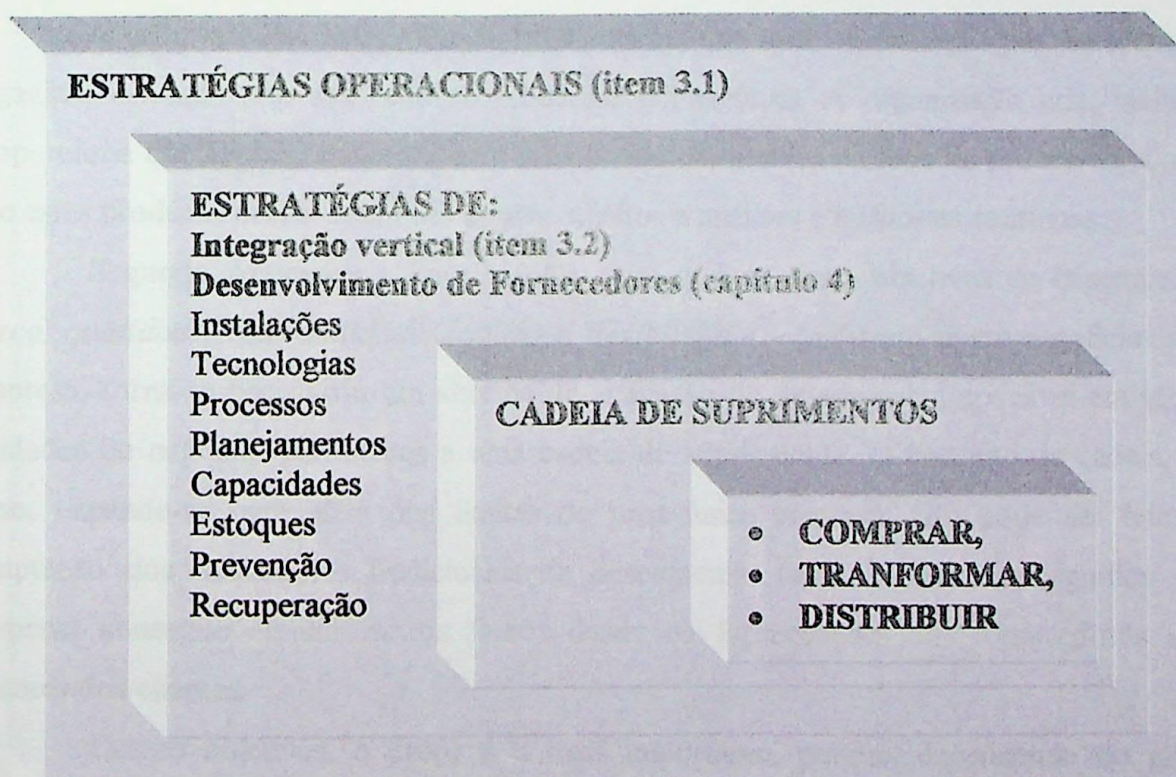 ESTRATÉGIAS OPERACIONAIS (item 3.1)
ESTRATÉGIAS DE:
Integração vertical (item 3.2)
Desenvolvimento de Fornecedores (capítulo 4)
Instalações
Tecnologias
Processos
Planejamentos
Capacidades
Estoques
Prevenção
Recuperação
CADEIA DE SUPRIMENTOS
• COMPRAR,
• TRANFORMAR,
• DISTRIBUIR